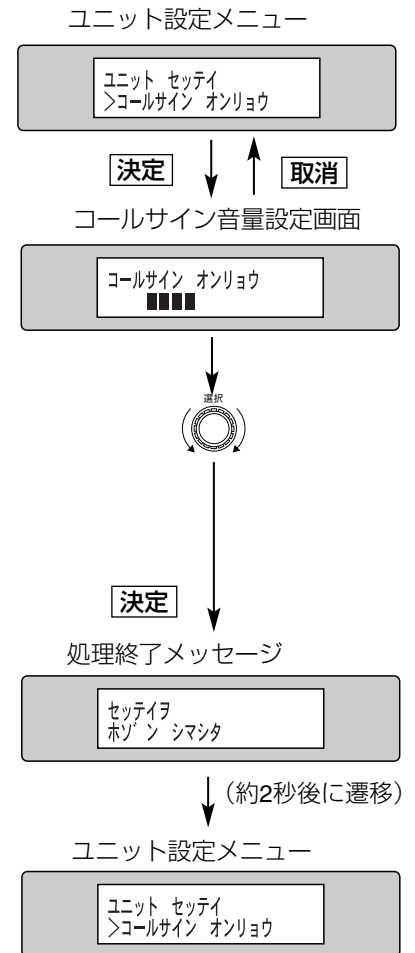 ユニット設定メニュー
ユニット セッテイ
>コールサイン オンリョウ
決定
取消
コールサイン音量設定画面
コールサイン オンリョウ
選択
決定
処理終了メッセージ
セッテイヲ
ホゾン シマシタ
（約2秒後に遷移）
ユニット設定メニュー
ユニット セッテイ
>コールサイン オンリョウ